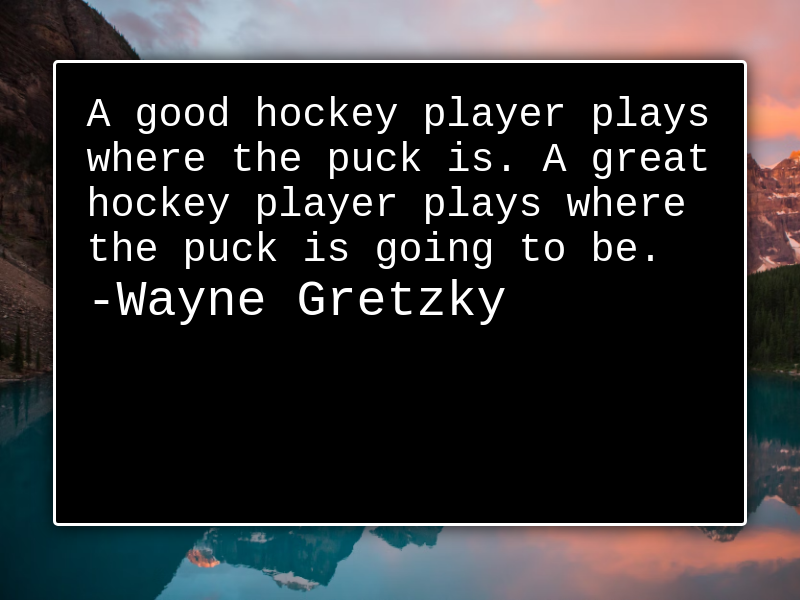 A good hockey player plays
where the puck is. A great
hockey player plays where
the puck is going to be.
-Wayne Gretzky